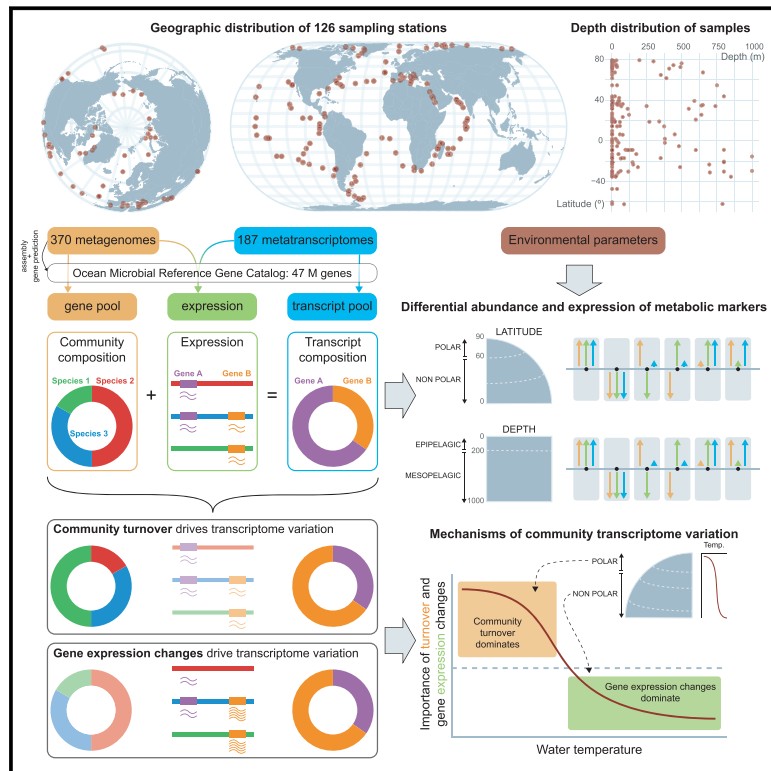 Geographic distribution of 126 sampling stations
Depth distribution of samples
0 250 500 750 1000
Depth (m)
80
40
0
−40
Latitude (º)
370 metagenomes
187 metatranscriptomes
Environmental parameters
assembly
+
gene prediction
Ocean Microbial Reference Gene Catalog: 47 M genes
gene pool
expression
transcript pool
Community
composition
Species 1
Species 2
Species 3
+
Expression
Gene A
Gene B
=
Transcript
composition
Gene A
Gene B
Differential abundance and expression of metabolic markers
LATITUDE
POLAR
NON POLAR
90
60
0
DEPTH
EPIPELAGIC
MESOPELAGIC
0
200
1000
Community turnover drives transcriptome variation
Gene expression changes drive transcriptome variation
Mechanisms of community transcriptome variation
POLAR
NON POLAR
Temp.
Importance of turnover and
gene expression changes
Community
turnover
dominates
Gene expression changes
dominate
Water temperature